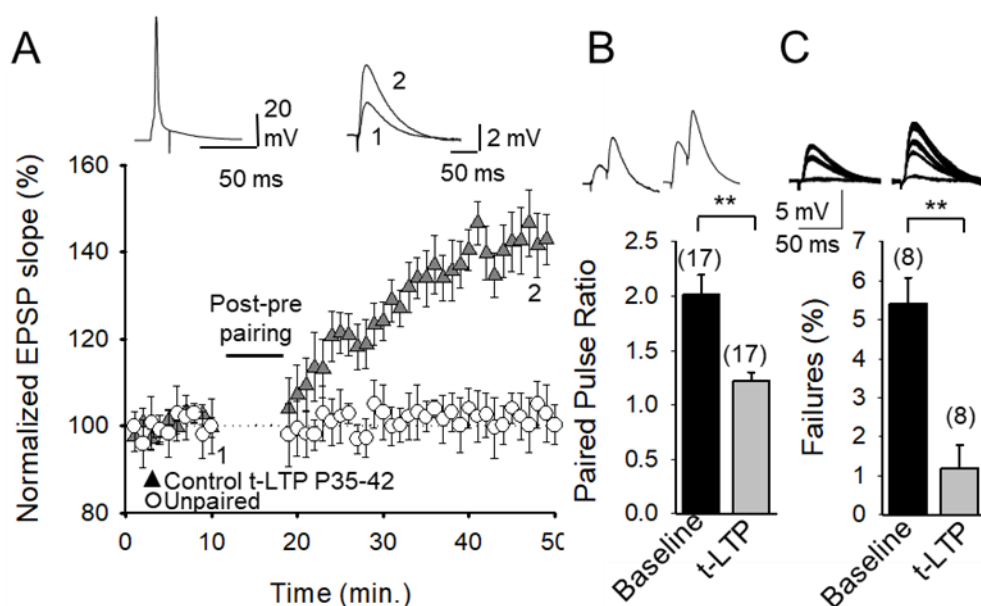 A
20
mV
50 ms
2
1
2 mV
50 ms
Normalized EPSP slope (%)
160
140
120
100
80
Post-pre
pairing
2
1
Control t-LTP P35-42
Unpaired
0
10
20
30
40
50
Time (min.)
B
**
Paired Pulse Ratio
2.5
2.0
1.5
1.0
0.5
0.0
(17)
(17)
Baseline
t-LTP
C
5 mV
50 ms
**
Failures (%)
7
6
5
4
3
2
1
0
(8)
(8)
Baseline
t-LTP